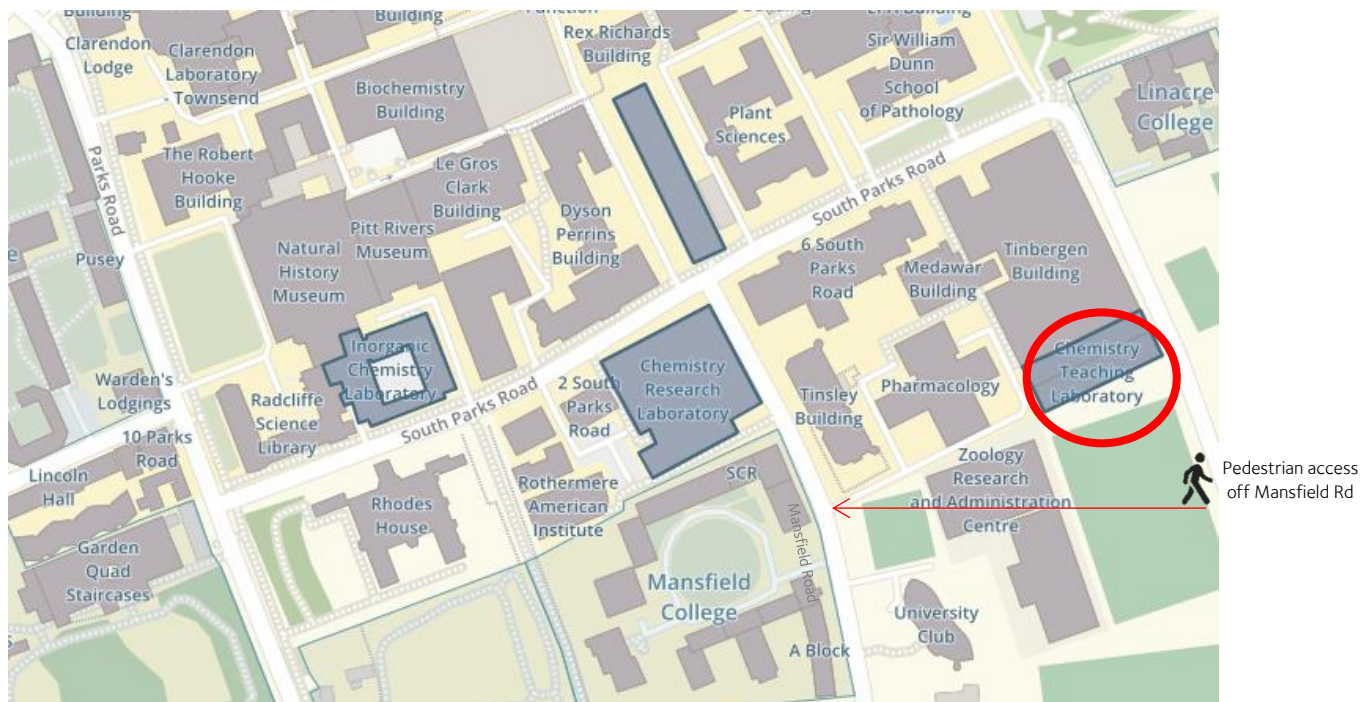 Building
Building
Function
Building
EPA Building
Clarendon
Lodge
Clarendon
Laboratory
- Townsend
Rex Richards
Building
Sir William
Dunn
School
of Pathology
Biochemistry
Building
Plant
Sciences
Linacre
College
Parks Road
The Robert
Hooke
Building
Le Gros
Clark
Building
South Parks Road
Pitt Rivers
Museum
Dyson
Perrins
Building
Pusey
Natural
History
Museum
6 South
Parks
Road
Medawar
Building
Tinbergen
Building
Inorganic
Chemistry
Laboratory
Chemistry
Research
Laboratory
Chemistry
Teaching
Laboratory
Warden's
Lodgings
Radcliffe
Science
Library
South Parks Road
2 South
Parks
Road
Tinsley
Building
Pharmacology
10 Parks
Road
Lincoln
Hall
Rhodes
House
Rothermere
American
Institute
SCR
Zoology
Research
and Administration
Centre
Pedestrian access
off Mansfield Rd
Mansfield Road
Garden
Quad
Staircases
Mansfield
College
University
Club
A Block